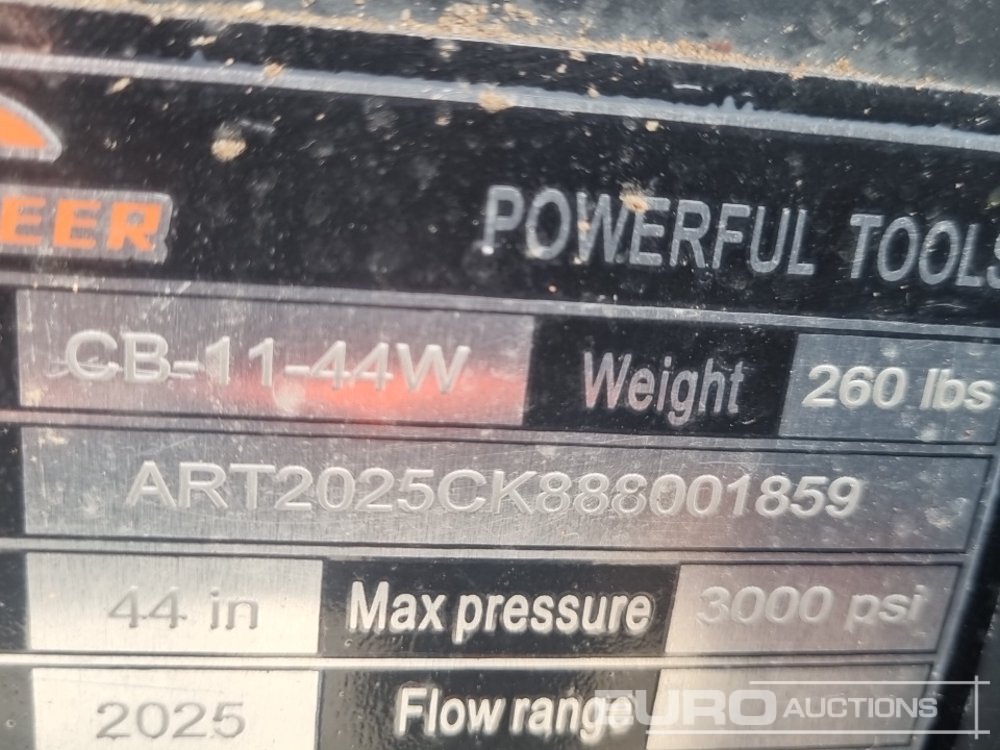 EER
POWERFUL TOOLS
CB-11-44W Weight 260 lbs
ART2025CK888001859
44 in Max pressure 3000 psi
2025 Flow range
EURO AUCTIONS